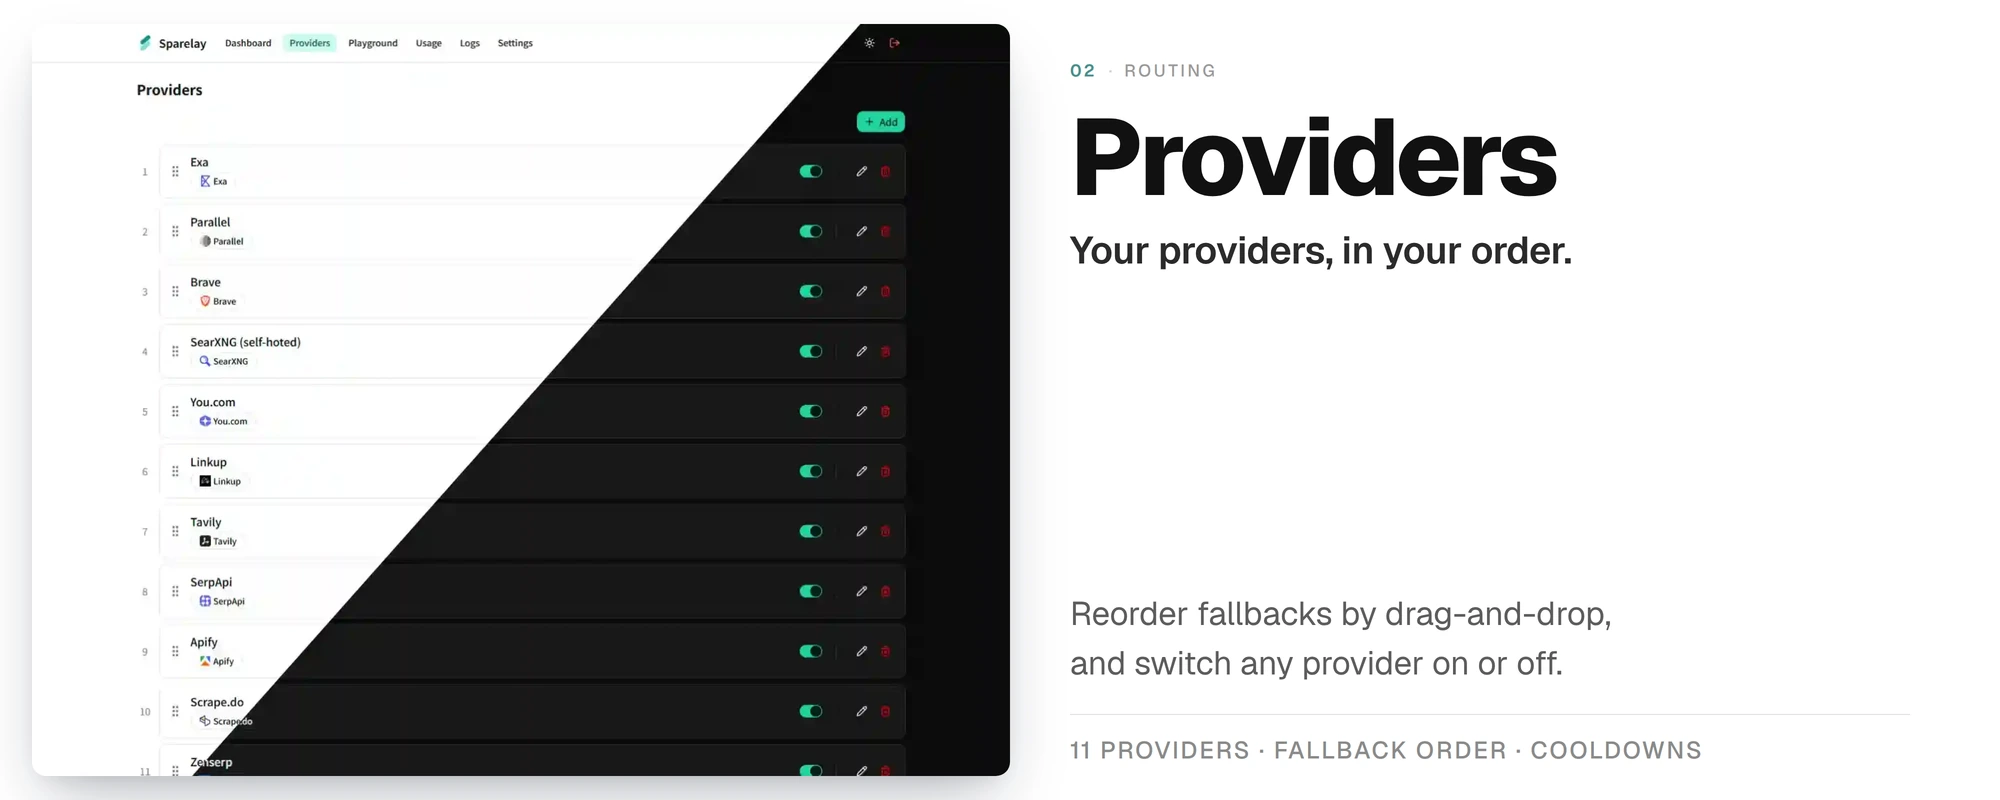 Sparelay Dashboard Providers Playground Usage Logs Settings
Providers
+ Add
1 Exa
Exa
2 Parallel
Parallel
3 Brave
Brave
4 SearXNG (self-hoted)
SearXNG
5 You.com
You.com
6 Linkup
Linkup
7 Tavily
Tavily
8 SerpApi
SerpApi
9 Apify
Apify
10 Scrape.do
Scrape.do
11 Zenserp
02 · ROUTING
Providers
Your providers, in your order.
Reorder fallbacks by drag-and-drop,
and switch any provider on or off.
11 PROVIDERS · FALLBACK ORDER · COOLDOWNS